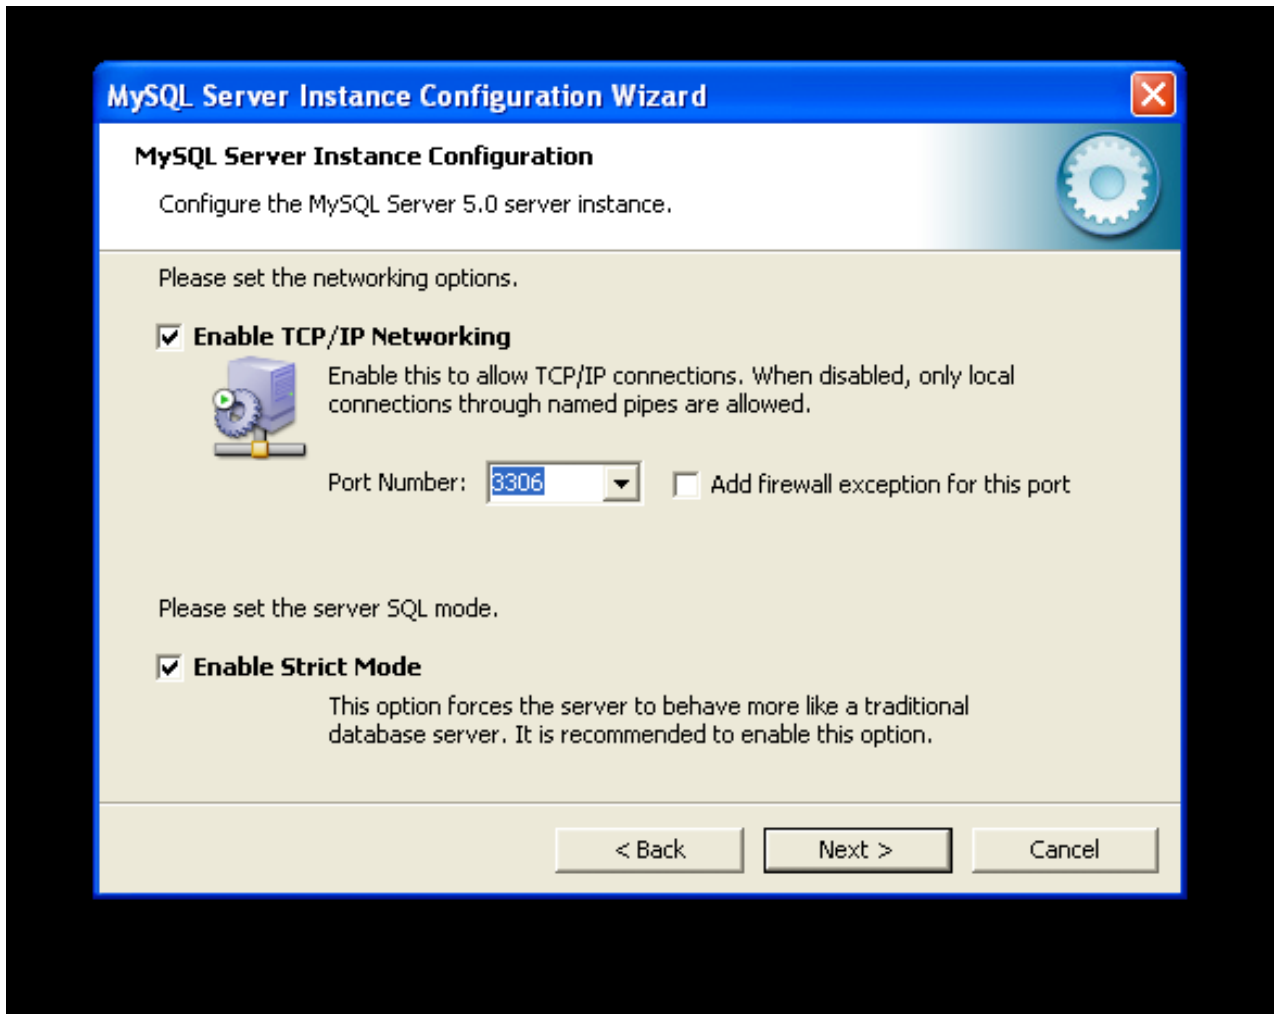 MySQL Server Instance Configuration Wizard
MySQL Server Instance Configuration
Configure the MySQL Server 5.0 server instance.
Please set the networking options.
Enable TCP/IP Networking
Enable this to allow TCP/IP connections. When disabled, only local
connections through named pipes are allowed.
Port Number: 3306 Add firewall exception for this port
Please set the server SQL mode.
Enable Strict Mode
This option forces the server to behave more like a traditional
database server. It is recommended to enable this option.
< Back Next > Cancel